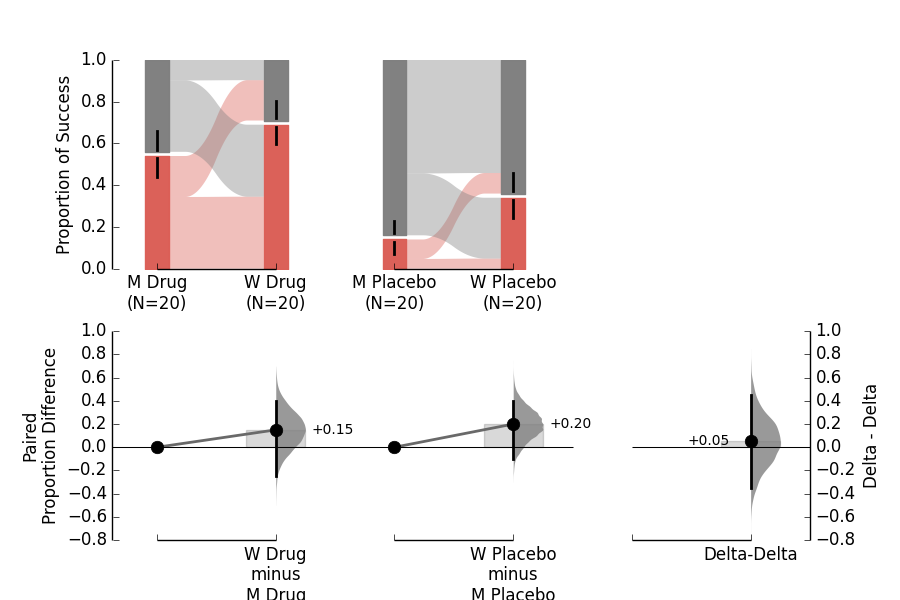 Proportion of Success
1.0
0.8
0.6
0.4
0.2
0.0
M Drug
(N=20)
W Drug
(N=20)
M Placebo
(N=20)
W Placebo
(N=20)
Paired
Proportion Difference
1.0
0.8
0.6
0.4
0.2
0.0
−0.2
−0.4
−0.6
−0.8
+0.15
+0.20
+0.05
1.0
0.8
0.6
0.4
0.2
0.0
−0.2
−0.4
−0.6
−0.8
Delta - Delta
W Drug
minus
M Drug
W Placebo
minus
M Placebo
Delta-Delta